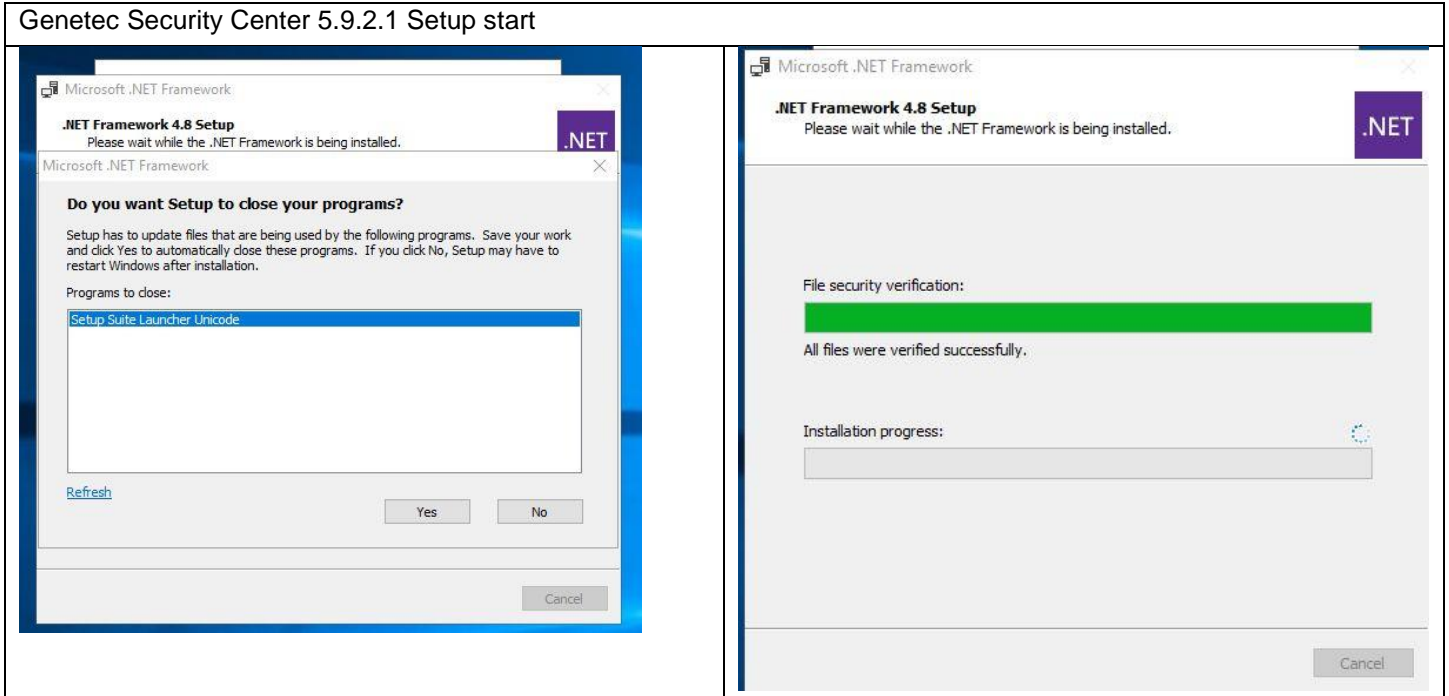 Genetec Security Center 5.9.2.1 Setup start
Microsoft .NET Framework
.NET Framework 4.8 Setup
Please wait while the .NET Framework is being installed.
.NET
Microsoft .NET Framework
Do you want Setup to close your programs?
Setup has to update files that are being used by the following programs. Save your work
and click Yes to automatically close these programs. If you click No, Setup may have to
restart Windows after installation.
Programs to close:
Setup Suite Launcher Unicode
Refresh
Yes
No
Cancel
Microsoft .NET Framework
.NET Framework 4.8 Setup
Please wait while the .NET Framework is being installed.
.NET
File security verification:
All files were verified successfully.
Installation progress:
Cancel